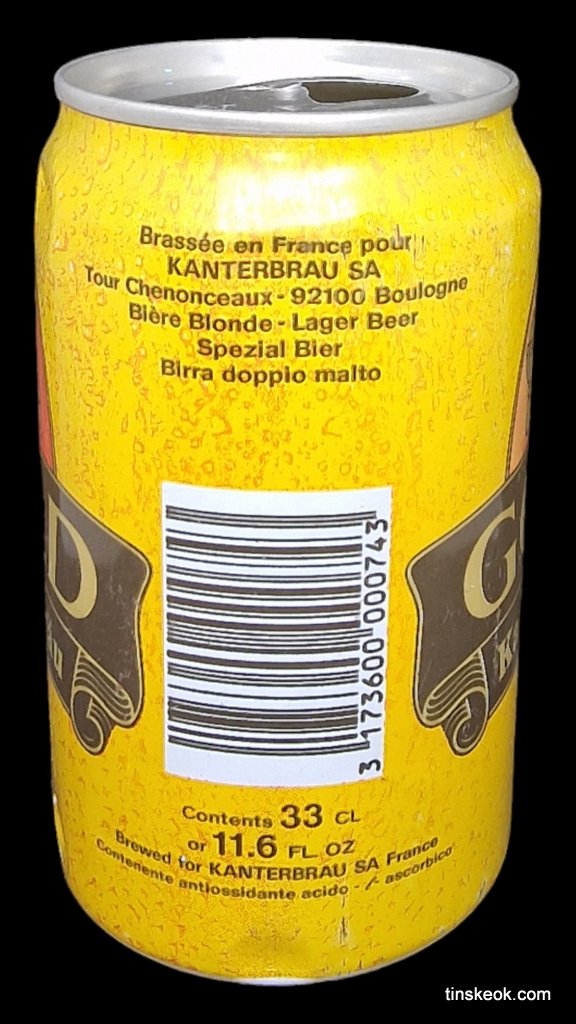 Brassée en France pour
KANTERBRAU SA
Tour Chenonceaux - 92100 Boulogne
Bière Blonde - Lager Beer
Spezial Bier
Birra doppio malto
D
G
3 173600 000743
Contents 33 CL
or 11.6 FL. OZ
Brewed for KANTERBRAU SA France
Contenente antiossidante acido - ascorbico
tinskeok.com